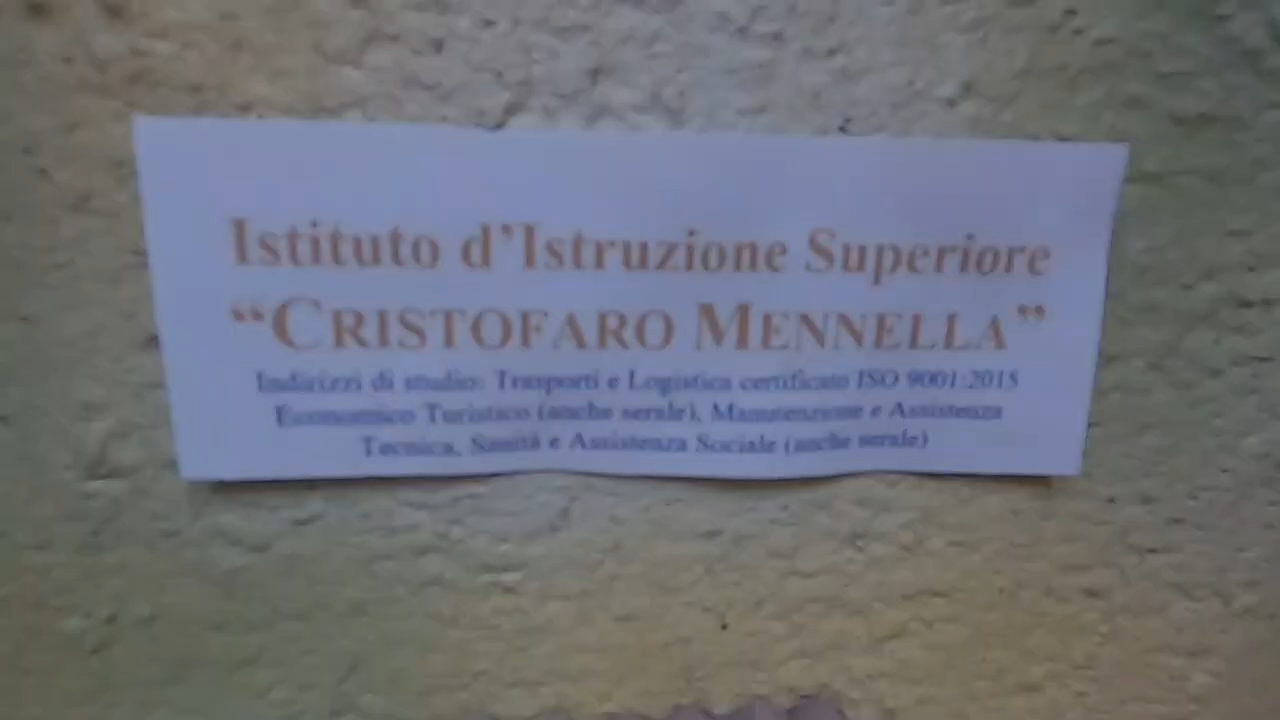 Istituto d'Istruzione Superiore
“CRISTOFARO MENNELLA”
Indirizzi di studio: Trasporti e Logistica certificato ISO 9001:2015
Economico Turistico (anche serale), Manutenzione e Assistenza
Tecnica, Sanità e Assistenza Sociale (anche serale)